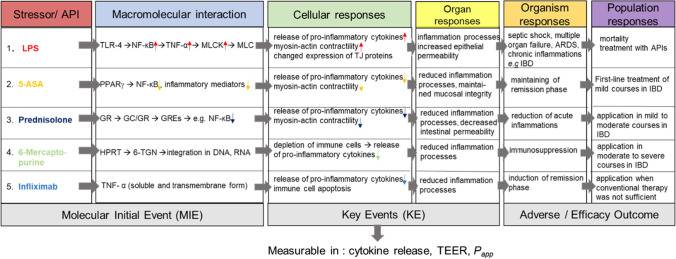 Stressor/ API
Macromolecular interaction
Cellular responses
Organ
responses
Organism
responses
Population
responses
1. LPS
TLR-4 → NF-κB → TNF-α → MLCK → MLC
release of pro-inflammatory cytokines
myosin-actin contractility
changed expression of TJ proteins
inflammation processes
increased epithelial
permeability
septic shock, multiple
organ failure, ARDS,
chronic inflammations
e.g IBD
mortality
treatment with APIs
2. 5-ASA
PPARγ → NF-κB, inflammatory mediators
release of pro-inflammatory cytokines
myosin-actin contractility
reduced inflammation
processes, maintai-
ned mucosal integrity
maintaining of
remission phase
First-line treatment of
mild courses in IBD
3. Prednisolone
GR → GC/GR → GREs → e.g. NF-κB
release of pro-inflammatory cytokines,
myosin-actin contractility
reduced inflammation
processes, decreased
intestinal permeability
reduction of acute
inflammations
application in mild to
moderate courses in
IBD
4. 6-Mercapto-
purine
HPRT → 6-TGN → integration in DNA, RNA
depletion of immune cells → release
of pro-inflammatory cytokines
reduced inflammation
processes
immunosuppression
application in
moderate to severe
courses in IBD
5. Infliximab
TNF- α (soluble and transmembrane form)
release of pro-inflammatory cytokines,
immune cell apoptosis
reduced inflammation
processes
induction of remission
phase
application when
conventional therapy
was not sufficient
Molecular Initial Event (MIE)
Key Events (KE)
Adverse / Efficacy Outcome
Measurable in : cytokine release, TEER, Papp